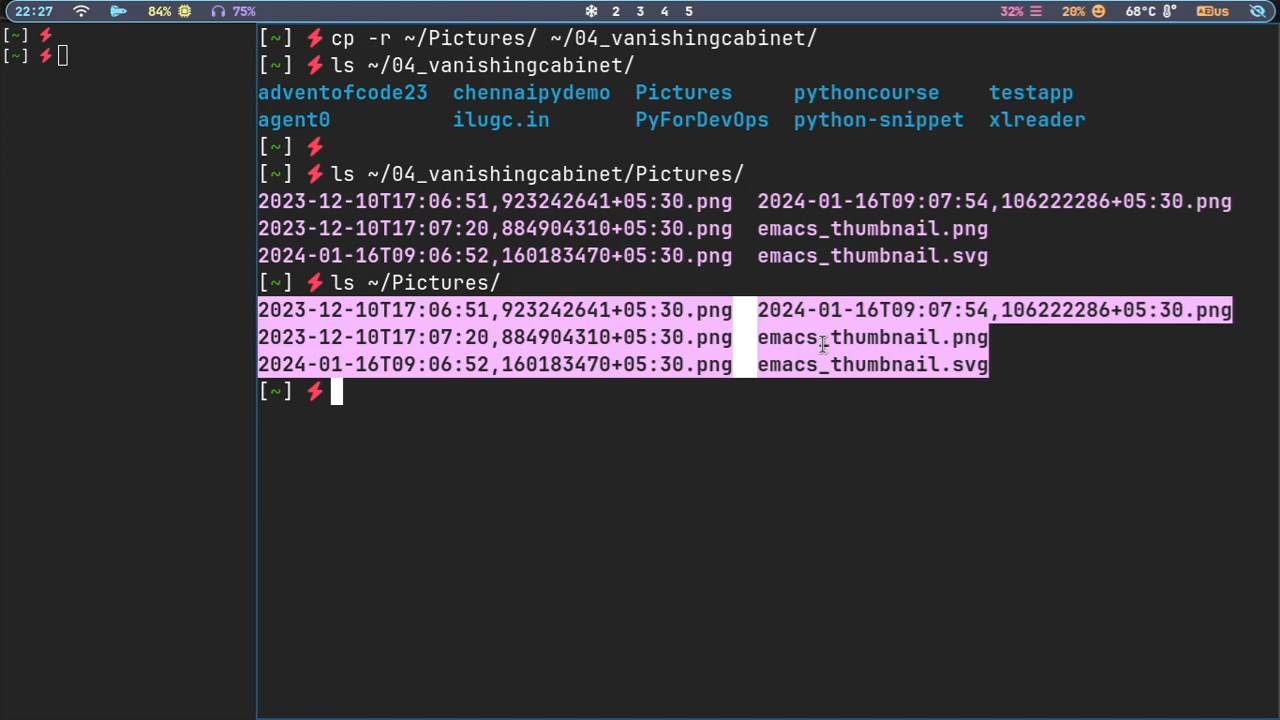 22:27 84% 75% 2 3 4 5 32% 20% 68°C us
[~]
[~]
[~] cp -r ~/Pictures/ ~/04_vanishingcabinet/
[~] ls ~/04_vanishingcabinet/
adventofcode23 chennaipydemo Pictures pythoncourse testapp
agent0 ilugc.in PyForDevOps python-snippet xlreader
[~]
[~] ls ~/04_vanishingcabinet/Pictures/
2023-12-10T17:06:51,923242641+05:30.png 2024-01-16T09:07:54,106222286+05:30.png
2023-12-10T17:07:20,884904310+05:30.png emacs_thumbnail.png
2024-01-16T09:06:52,160183470+05:30.png emacs_thumbnail.svg
[~] ls ~/Pictures/
2023-12-10T17:06:51,923242641+05:30.png 2024-01-16T09:07:54,106222286+05:30.png
2023-12-10T17:07:20,884904310+05:30.png emacs_thumbnail.png
2024-01-16T09:06:52,160183470+05:30.png emacs_thumbnail.svg
[~]